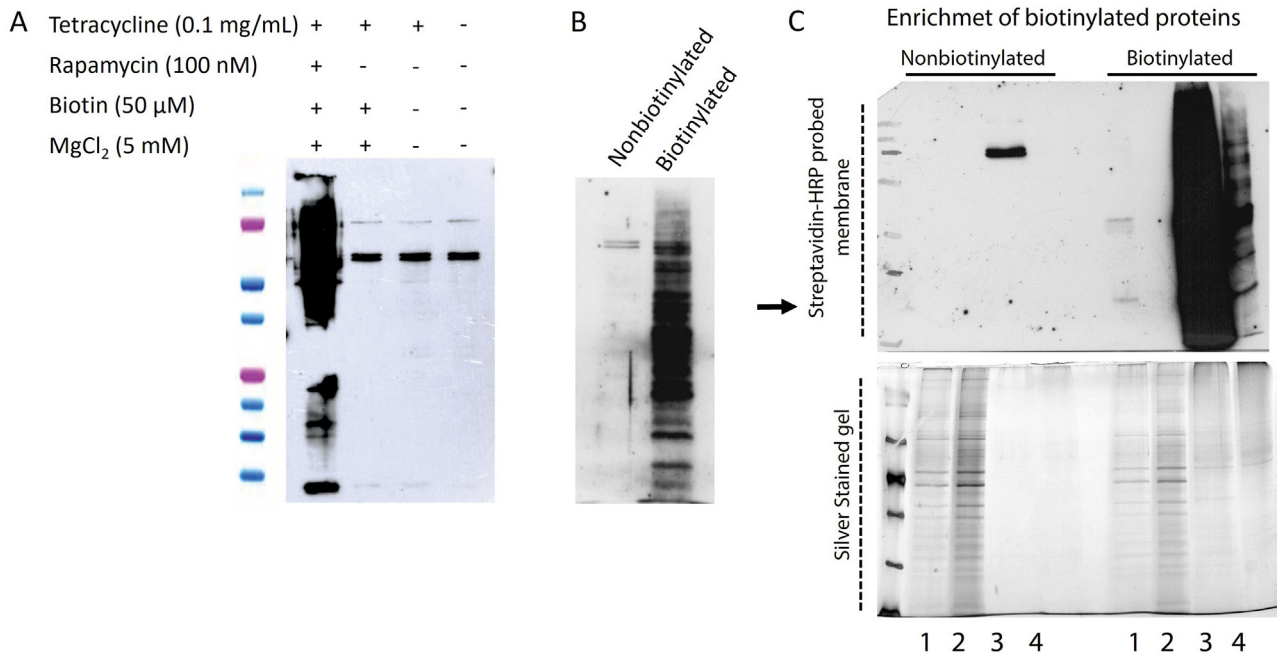 A
Tetracycline (0.1 mg/mL) + + + -
Rapamycin (100 nM) + - - -
Biotin (50 µM) + + - -
MgCl2 (5 mM) + + - -
B
Nonbiotinylated
Biotinylated
C
Enrichmet of biotinylated proteins
Nonbiotinylated Biotinylated
Streptavidin-HRP probed
membrane
Silver Stained gel
1 2 3 4 1 2 3 4